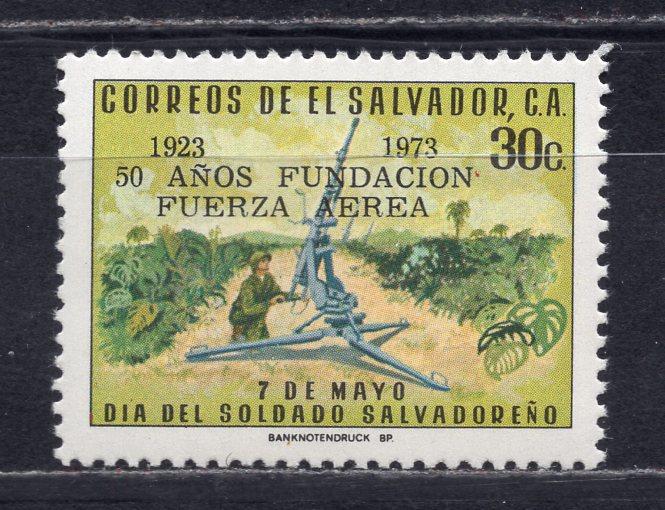 CORREOS DE EL SALVADOR, C.A.
1923 1973 30c.
50 AÑOS FUNDACION
FUERZA AEREA
7 DE MAYO
DIA DEL SOLDADO SALVADOREÑO
BANKNOTENDRUCK BP.